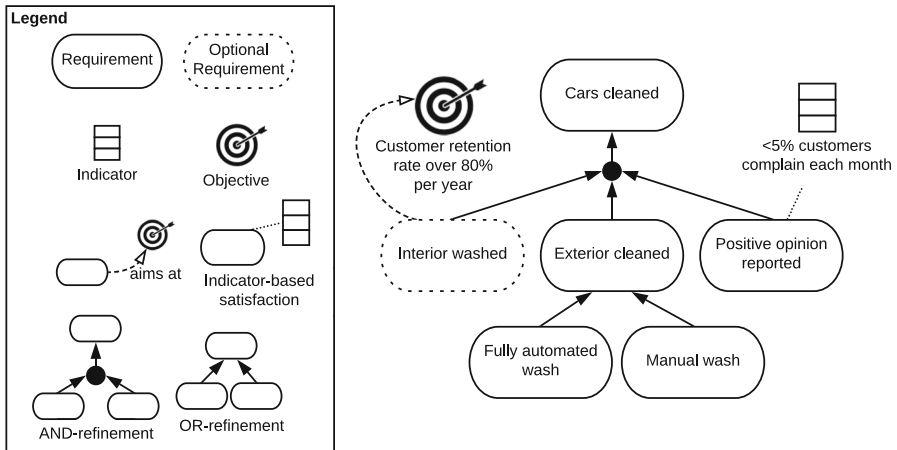 Legend
Requirement
Optional
Requirement
Indicator
Objective
aims at
Indicator-based
satisfaction
AND-refinement
OR-refinement
Cars cleaned
Customer retention
rate over 80%
per year
<5% customers
complain each month
Interior washed
Exterior cleaned
Positive opinion
reported
Fully automated
wash
Manual wash